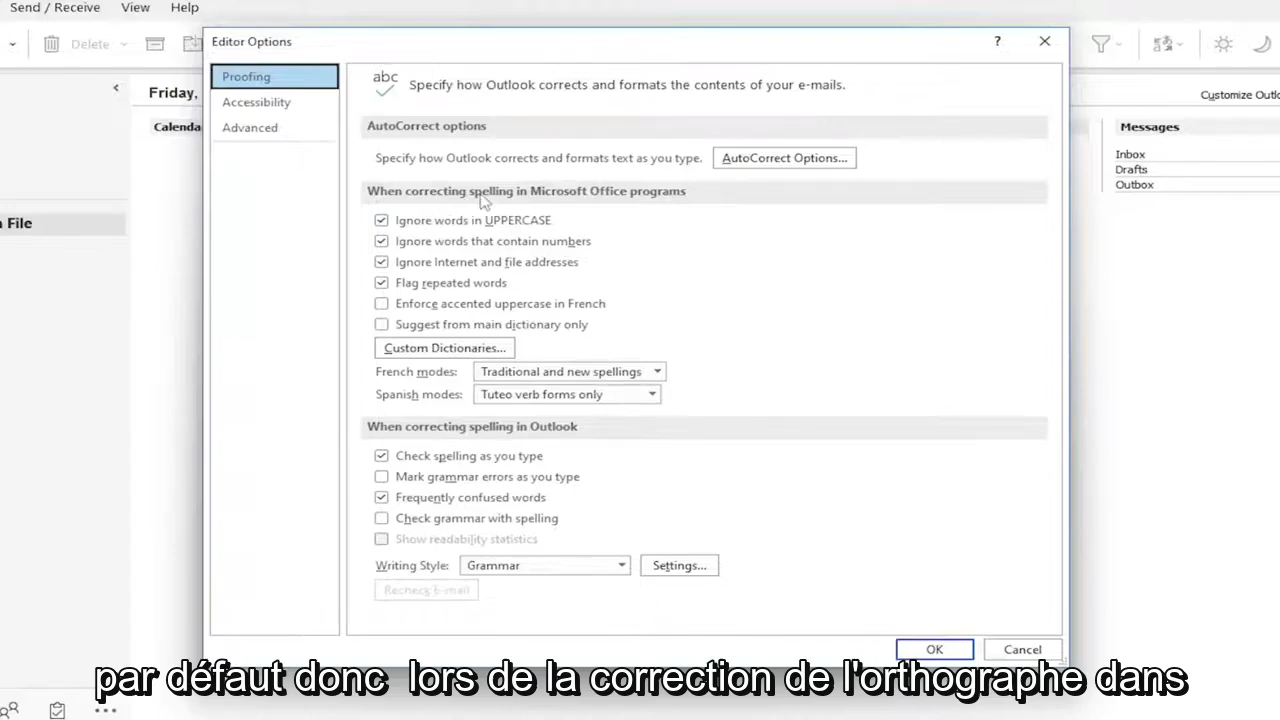 Send / Receive View Help
Delete
Editor Options
?
Friday,
Customize Outlo
Calenda
Messages
Inbox
Drafts
Outbox
n File
Proofing
Accessibility
Advanced
abc
Specify how Outlook corrects and formats the contents of your e-mails.
AutoCorrect options
Specify how Outlook corrects and formats text as you type. AutoCorrect Options...
When correcting spelling in Microsoft Office programs
Ignore words in UPPERCASE
Ignore words that contain numbers
Ignore Internet and file addresses
Flag repeated words
Enforce accented uppercase in French
Suggest from main dictionary only
Custom Dictionaries...
French modes: Traditional and new spellings
Spanish modes: Tuteo verb forms only
When correcting spelling in Outlook
Check spelling as you type
Mark grammar errors as you type
Frequently confused words
Check grammar with spelling
Show readability statistics
Writing Style: Grammar Settings...
Recheck E-mail
OK Cancel
par défaut donc lors de la correction de l'orthographe dans